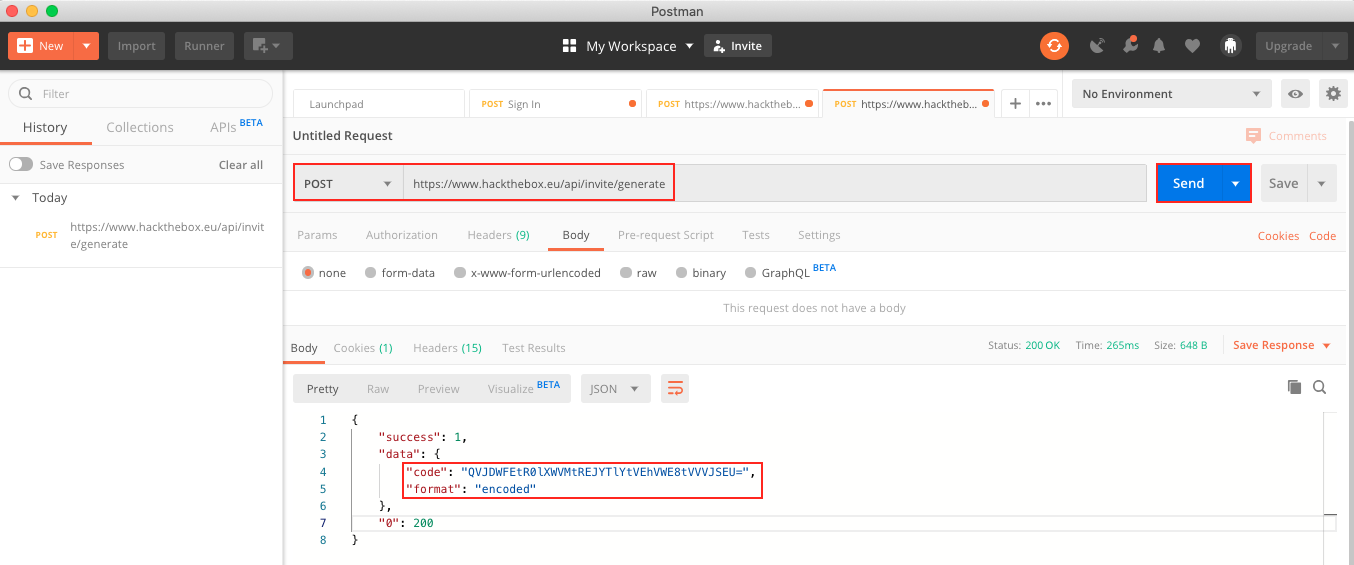 Postman
New
Import
Runner
My Workspace
Invite
Upgrade
Filter
History
Collections
APIs BETA
Save Responses
Clear all
Today
POST
https://www.hackthebox.eu/api/invit
e/generate
Launchpad
POST Sign In
POST https://www.hacktheb...
POST https://www.hacktheb...
No Environment
Untitled Request
Comments
POST
https://www.hackthebox.eu/api/invite/generate
Send
Save
Params
Authorization
Headers (9)
Body
Pre-request Script
Tests
Settings
Cookies
Code
none
form-data
x-www-form-urlencoded
raw
binary
GraphQL BETA
This request does not have a body
Body
Cookies (1)
Headers (15)
Test Results
Status: 200 OK
Time: 265ms
Size: 648 B
Save Response
Pretty
Raw
Preview
Visualize BETA
JSON
1 {
2 "success": 1,
3 "data": {
4 "code": "QVJDWFEtR0lXWVMtREJYTlYtVEhVWE8tVVVJSEU=",
5 "format": "encoded"
6 },
7 "0": 200
8 }